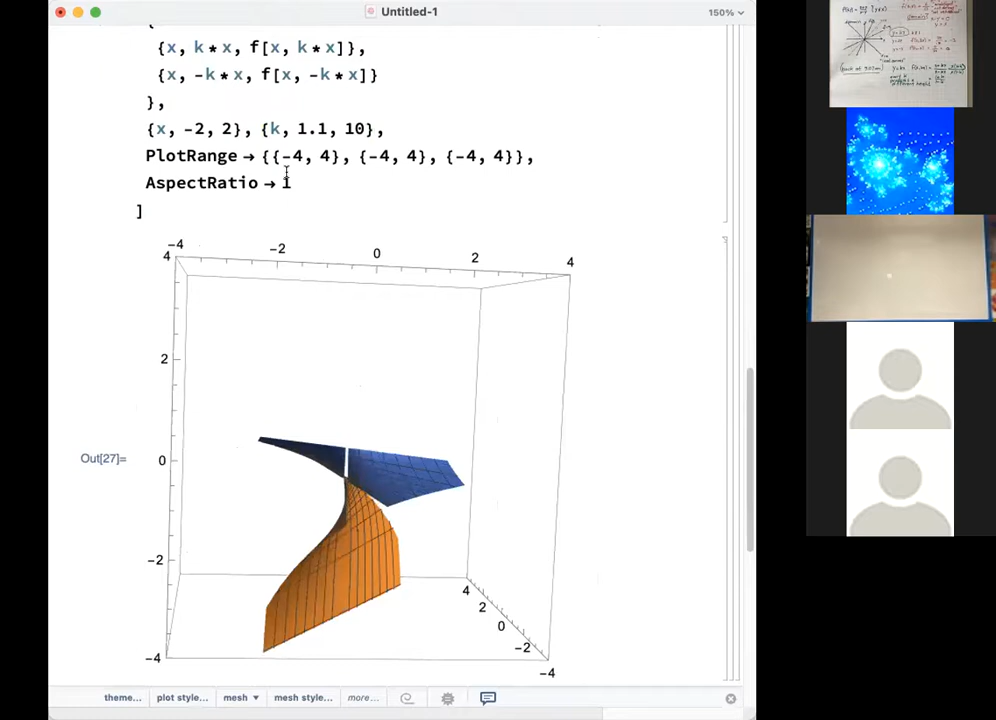 Untitled-1
150%
{x, k * x, f[x, k * x]},
{x, -k * x, f[x, -k * x]}
},
{x, -2, 2}, {k, 1.1, 10},
PlotRange → {{-4, 4}, {-4, 4}, {-4, 4}},
AspectRatio → 1
]
-4
-2
0
2
4
4
2
Out[27]=
0
-2
-4
4
2
0
-2
-4
theme...
plot style...
mesh
mesh style...
more...